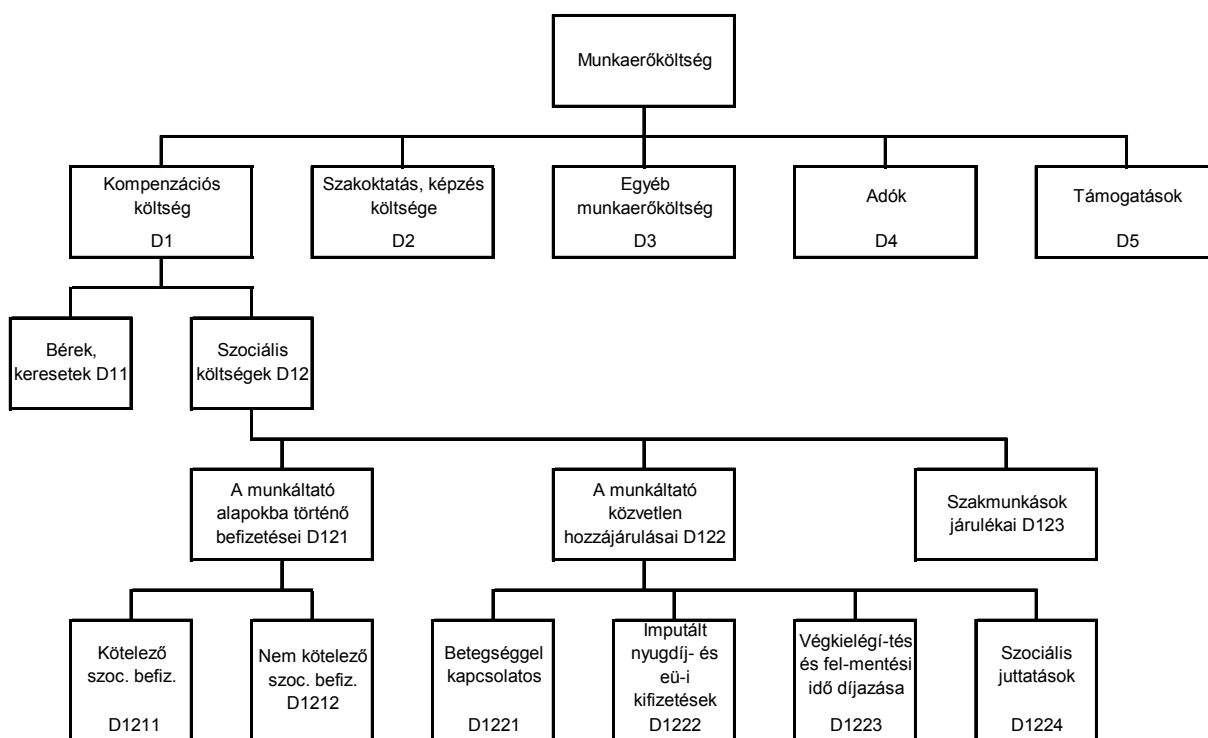 Munkaerőköltség
Kompenzációs
költség
D1
Szakoktatás, képzés
költsége
D2
Egyéb
munkaerőköltség
D3
Adók
D4
Támogatások
D5
Bérek,
keresetek D11
Szociális
költségek D12
A munkáltató
alapokba történő
befizetései D121
A munkáltató
közvetlen
hozzájárulásai D122
Szakmunkások
járulékai D123
Kötelező
szoc. befiz.
D1211
Nem kötelező
szoc. befiz.
D1212
Betegséggel
kapcsolatos
D1221
Imputált
nyugdíj- és
eü-i
kifizetések
D1222
Végkielégí-tés
és fel-mentési
idő díjazása
D1223
Szociális
juttatások
D1224